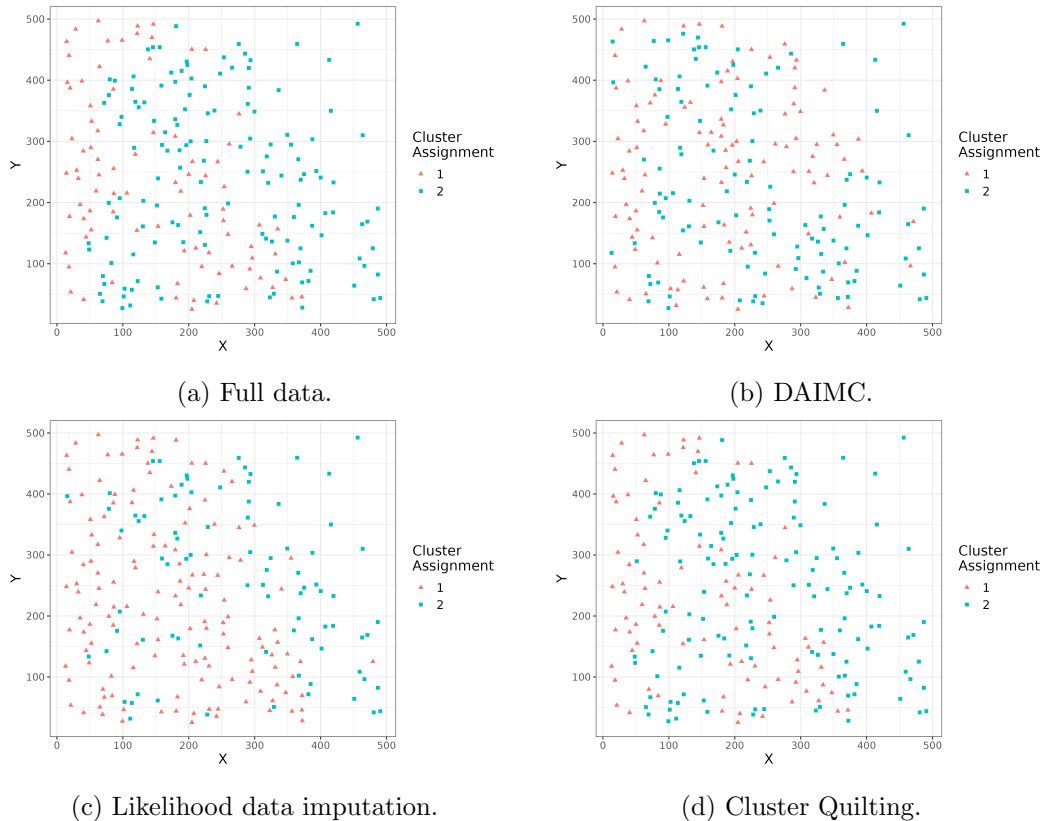 500
400
300
200
100
0 100 200 300 400 500
X
Y
Cluster
Assignment
1
2
(a) Full data.
500
400
300
200
100
0 100 200 300 400 500
X
Y
Cluster
Assignment
1
2
(b) DAIMC.
500
400
300
200
100
0 100 200 300 400 500
X
Y
Cluster
Assignment
1
2
(c) Likelihood data imputation.
500
400
300
200
100
0 100 200 300 400 500
X
Y
Cluster
Assignment
1
2
(d) Cluster Quilting.